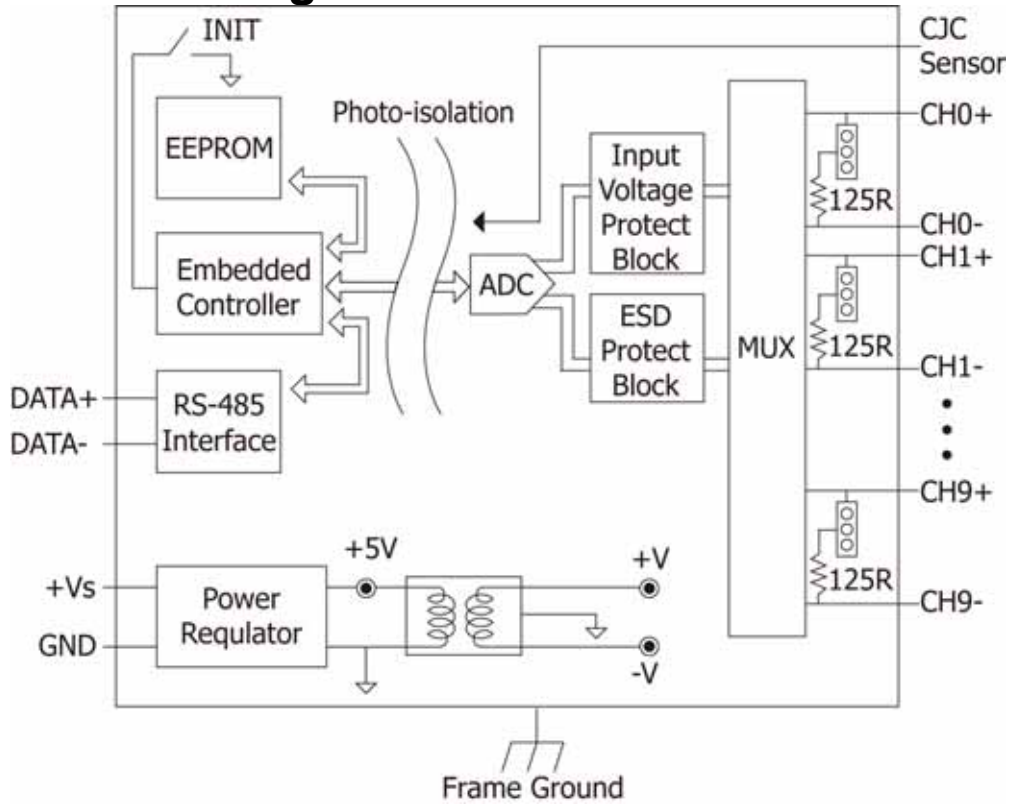 INIT
CJC
Sensor
EEPROM
Photo-isolation
Input
Voltage
Protect
Block
CH0+
125R
CH0-
CH1+
Embedded
Controller
ADC
ESD
Protect
Block
MUX
125R
CH1-
DATA+
DATA-
RS-485
Interface
CH9+
125R
CH9-
+Vs
GND
Power
Requlator
+5V
+V
-V
Frame Ground